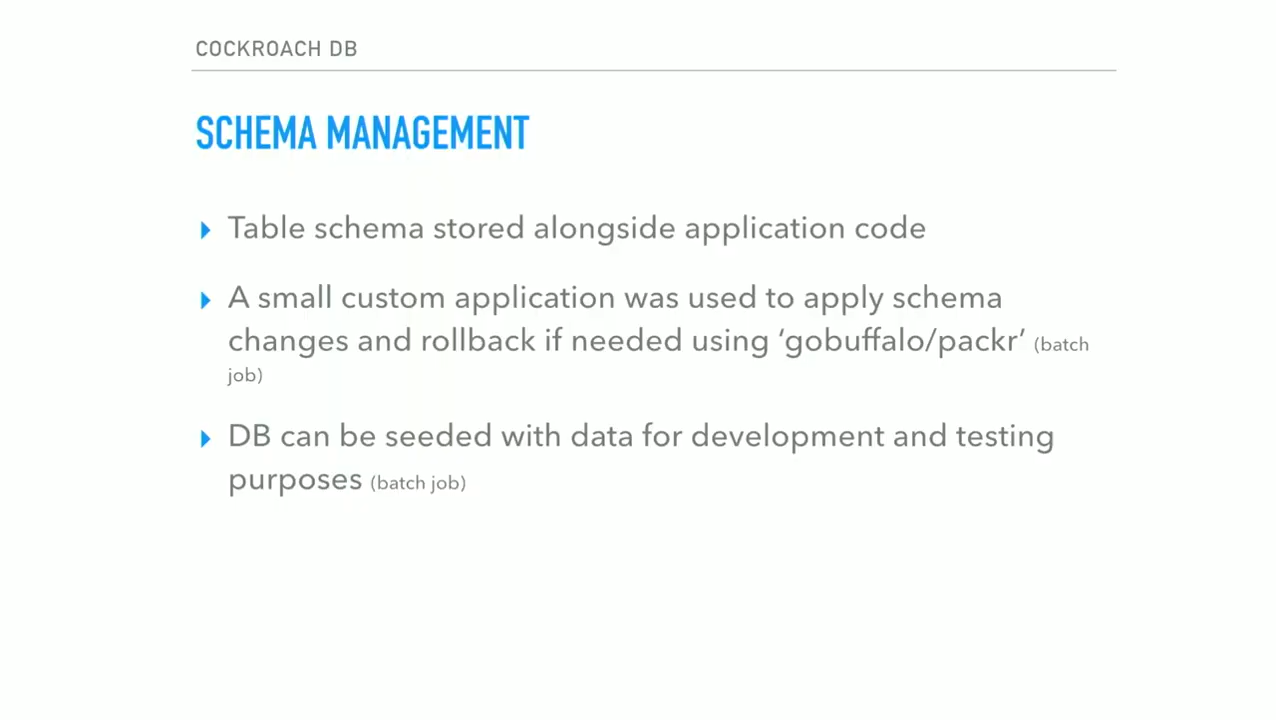 COCKROACH DB
SCHEMA MANAGEMENT
Table schema stored alongside application code
A small custom application was used to apply schema
changes and rollback if needed using ‘gobuffalo/packr’ (batch
job)
DB can be seeded with data for development and testing
purposes (batch job)